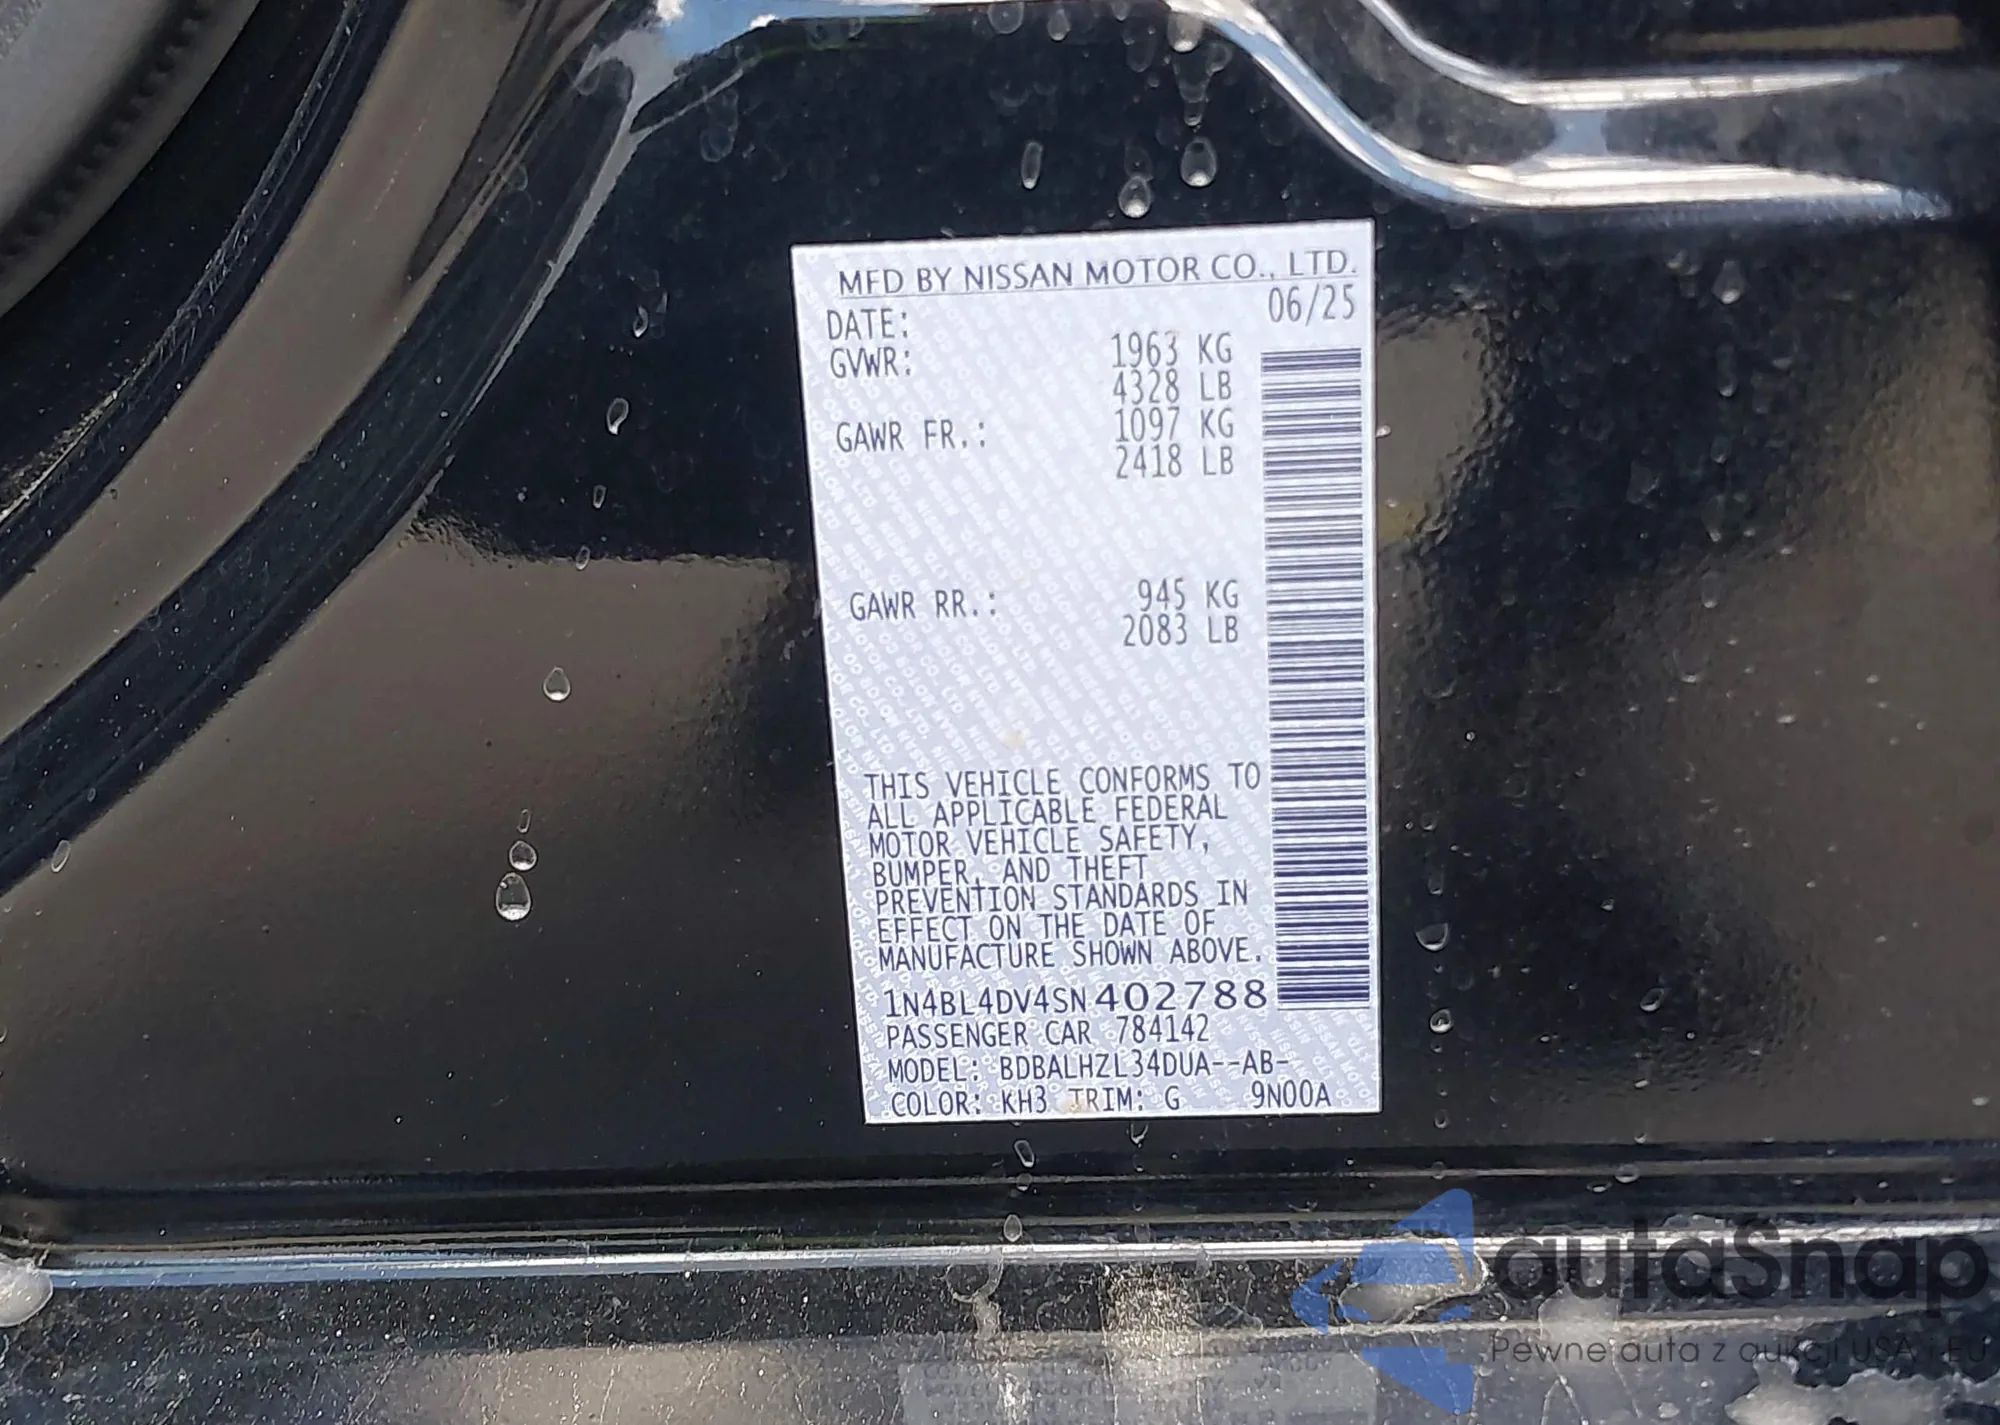 MFD BY NISSAN MOTOR CO., LTD.
DATE: 06/25
GVWR: 1963 KG
4328 LB
GAWR FR.: 1097 KG
2418 LB
GAWR RR.: 945 KG
2083 LB
THIS VEHICLE CONFORMS TO
ALL APPLICABLE FEDERAL
MOTOR VEHICLE SAFETY,
BUMPER, AND THEFT
PREVENTION STANDARDS IN
EFFECT ON THE DATE OF
MANUFACTURE SHOWN ABOVE.
1N4BL4DV4SN402788
PASSENGER CAR 784142
MODEL: BDBALHZL34DUA--AB-
COLOR: KH3 TRIM: G 9N00A
autaSnap
Pewne auta z aukcji USA i EU